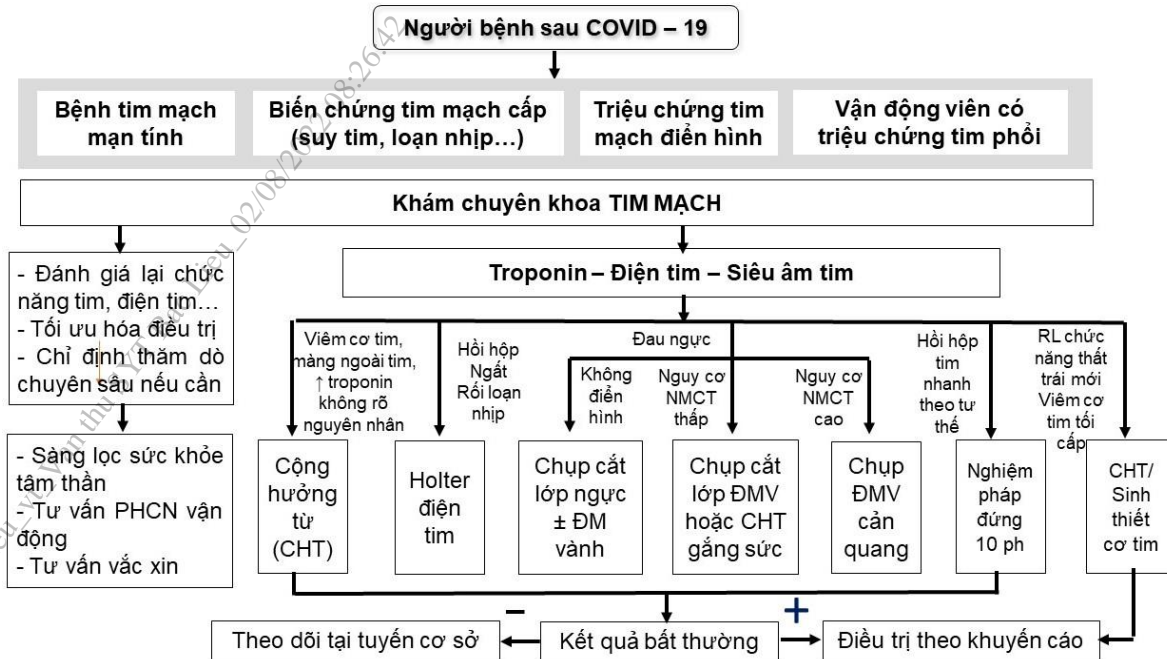 Người bệnh sau COVID – 19
Bệnh tim mạch
mạn tính
Biến chứng tim mạch cấp
(suy tim, loạn nhịp…)
Triệu chứng tim
mạch điển hình
Vận động viên có
triệu chứng tim phổi
Khám chuyên khoa TIM MẠCH
- Đánh giá lại chức
năng tim, điện tim…
- Tối ưu hóa điều trị
- Chỉ định thăm dò
chuyên sâu nếu cần
- Sàng lọc sức khỏe
tâm thần
- Tư vấn PHCN vận
động
- Tư vấn vắc xin
Troponin – Điện tim – Siêu âm tim
Viêm cơ tim,
màng ngoài tim,
↑ troponin
không rõ
nguyên nhân
Hồi hộp
Ngất
Rối loạn
nhịp
Đau ngực
Không điển
hình
Nguy cơ
NMCT
thấp
Nguy cơ
NMCT
cao
Hồi hộp
tim
nhanh
theo tư
thế
RL chức
năng thất
trái mới
Viêm cơ
tim tối
cấp
Cộng
hưởng
từ
(CHT)
Holter
điện
tim
Chụp cắt
lớp ngực
± ĐM
vành
Chụp cắt
lớp ĐMV
hoặc CHT
gắng sức
Chụp
ĐMV
cản
quang
Nghiệm
pháp
đứng
10 ph
CHT/
Sinh
thiết
cơ tim
–
+
Theo dõi tại tuyến cơ sở
Kết quả bất thường
Điều trị theo khuyến cáo
02/08/2022 08:26:42